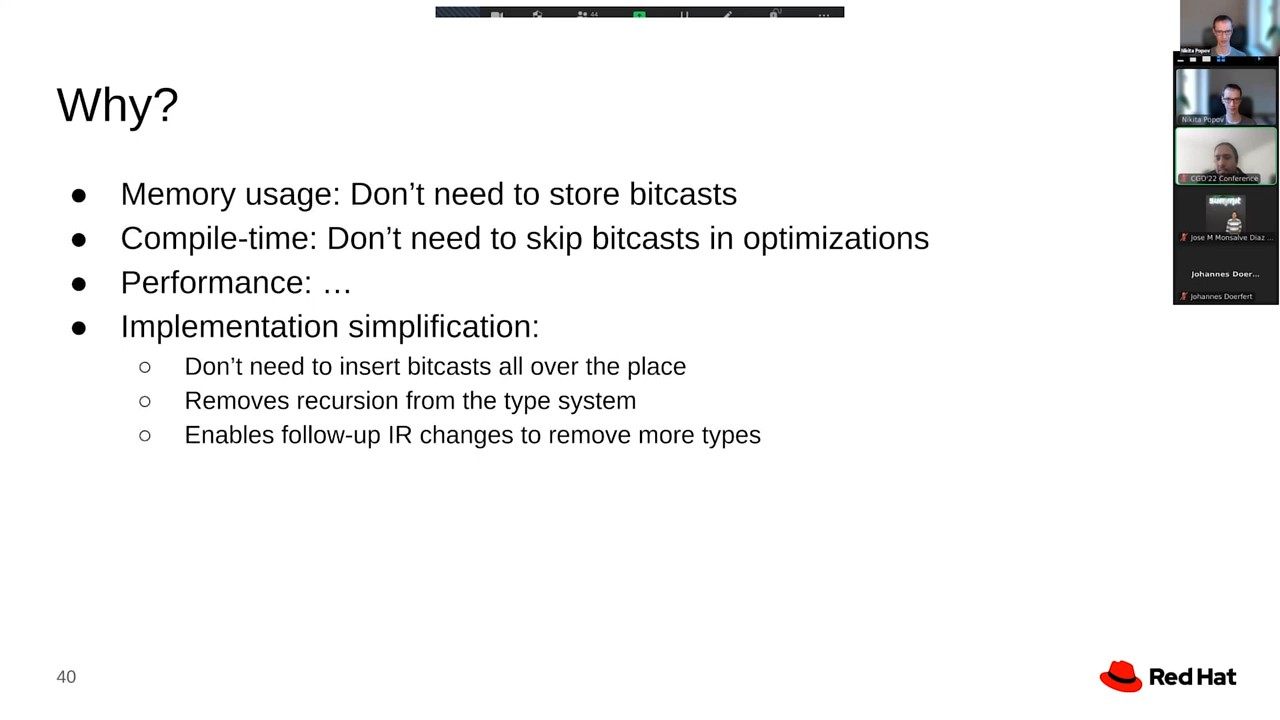 44
Why?
● Memory usage: Don’t need to store bitcasts
● Compile-time: Don’t need to skip bitcasts in optimizations
● Performance: …
● Implementation simplification:
○ Don’t need to insert bitcasts all over the place
○ Removes recursion from the type system
○ Enables follow-up IR changes to remove more types
40
Red Hat
Nikita Popov
Nikita Popov
CGO'22 Conference
summit
Jose M Monsalve Diaz ...
Johannes Doer...
Johannes Doerfert